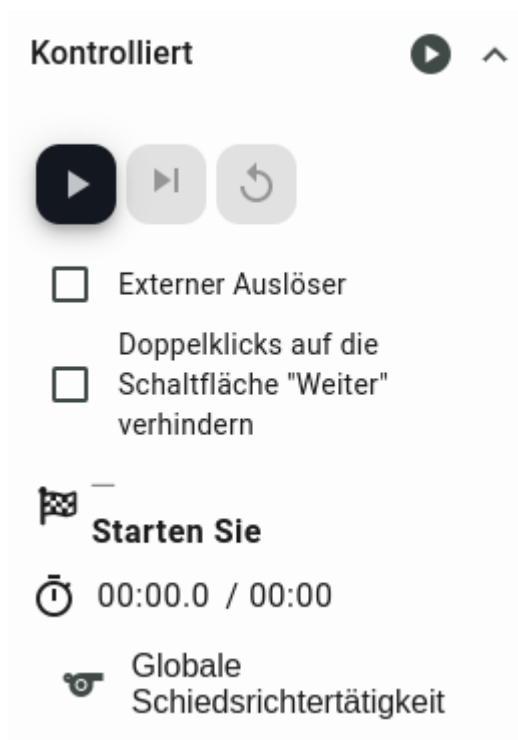 Kontrolliert
Externer Auslöser
Doppelklicks auf die
Schaltfläche "Weiter"
verhindern
—
Starten Sie
00:00.0 / 00:00
Globale
Schiedsrichtertätigkeit